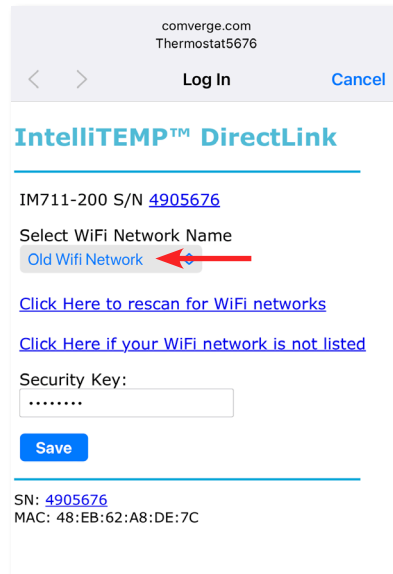 comverge.com
Thermostat5676
Log In Cancel
IntelliTEMP™ DirectLink
IM711-200 S/N 4905676
Select WiFi Network Name
Old Wifi Network
Click Here to rescan for WiFi networks
Click Here if your WiFi network is not listed
Security Key:
••••••••
Save
SN: 4905676
MAC: 48:EB:62:A8:DE:7C